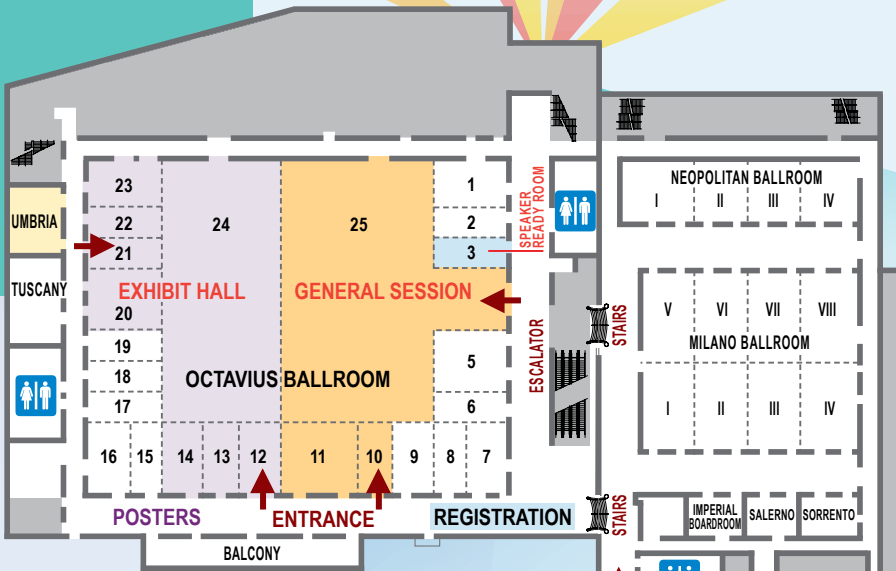 NEOPOLITAN BALLROOM
I II III IV
23
1
22
24
25
2
SPEAKER
READY ROOM
UMBRIA
21
3
TUSCANY
EXHIBIT HALL
GENERAL SESSION
20
V VI VII VIII
STAIRS
MILANO BALLROOM
19
18
OCTAVIUS BALLROOM
5
ESCALATOR
17
6
I II III IV
16 15 14 13 12 11 10 9 8 7
POSTERS
ENTRANCE
REGISTRATION
STAIRS
IMPERIAL
BOARDROOM
SALERNO
SORRENTO
BALCONY